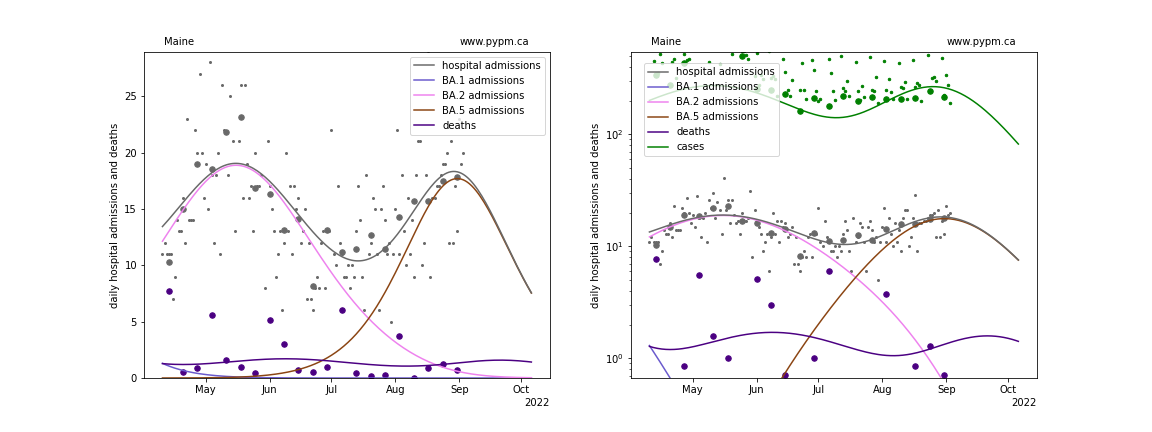 Maine www.pypm.ca
hospital admissions
BA.1 admissions
BA.2 admissions
BA.5 admissions
deaths
daily hospital admissions and deaths
25
20
15
10
5
0
May Jun Jul Aug Sep Oct
2022
Maine www.pypm.ca
hospital admissions
BA.1 admissions
BA.2 admissions
BA.5 admissions
deaths
cases
daily hospital admissions and deaths
10²
10¹
10⁰
May Jun Jul Aug Sep Oct
2022